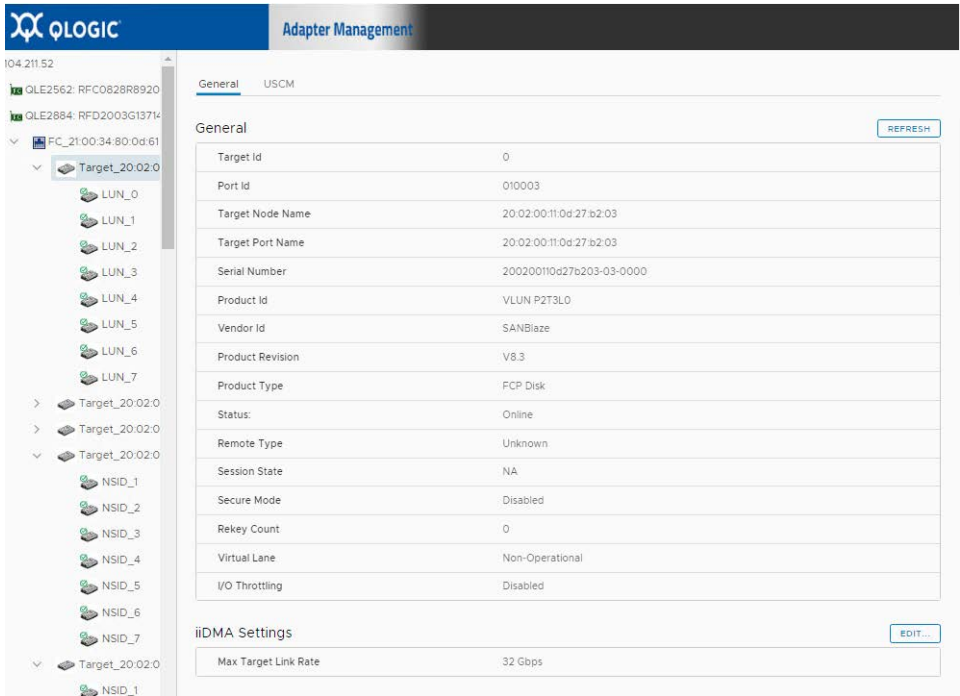 QLOGIC
Adapter Management
104.211.52
QLE2562: RFC0828R8920
QLE2884: RFD2003G13714
FC_21:00:34:80:0d:61
Target_20:02:0
LUN_0
LUN_1
LUN_2
LUN_3
LUN_4
LUN_5
LUN_6
LUN_7
Target_20:02:0
Target_20:02:0
Target_20:02:0
NSID_1
NSID_2
NSID_3
NSID_4
NSID_5
NSID_6
NSID_7
Target_20:02:0
NSID_1
General USCM
General REFRESH
Target Id 0
Port Id 010003
Target Node Name 20:02:00:11:0d:27:b2:03
Target Port Name 20:02:00:11:0d:27:b2:03
Serial Number 200200110d27b203-03-0000
Product Id VLUN P2T3L0
Vendor Id SANBlaze
Product Revision V8.3
Product Type FCP Disk
Status: Online
Remote Type Unknown
Session State NA
Secure Mode Disabled
Rekey Count 0
Virtual Lane Non-Operational
I/O Throttling Disabled
iiDMA Settings EDIT...
Max Target Link Rate 32 Gbps